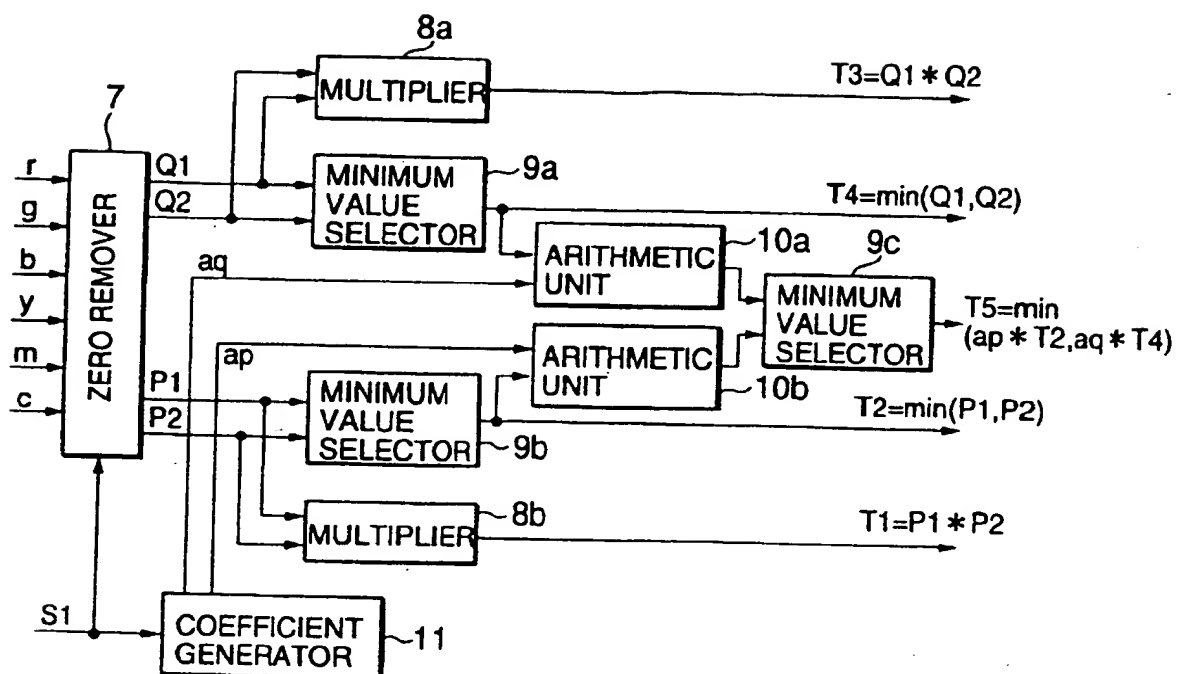 8a
MULTIPLIER
T3=Q1*Q2
7
r
g
b
y
m
c
ZERO REMOVER
Q1
Q2
MINIMUM
VALUE
SELECTOR
9a
T4=min(Q1,Q2)
aq
ARITHMETIC
UNIT
10a
9c
MINIMUM
VALUE
SELECTOR
T5=min
(ap*T2,aq*T4)
ap
ARITHMETIC
UNIT
10b
P1
P2
MINIMUM
VALUE
SELECTOR
9b
T2=min(P1,P2)
MULTIPLIER
8b
T1=P1*P2
S1
COEFFICIENT
GENERATOR
11